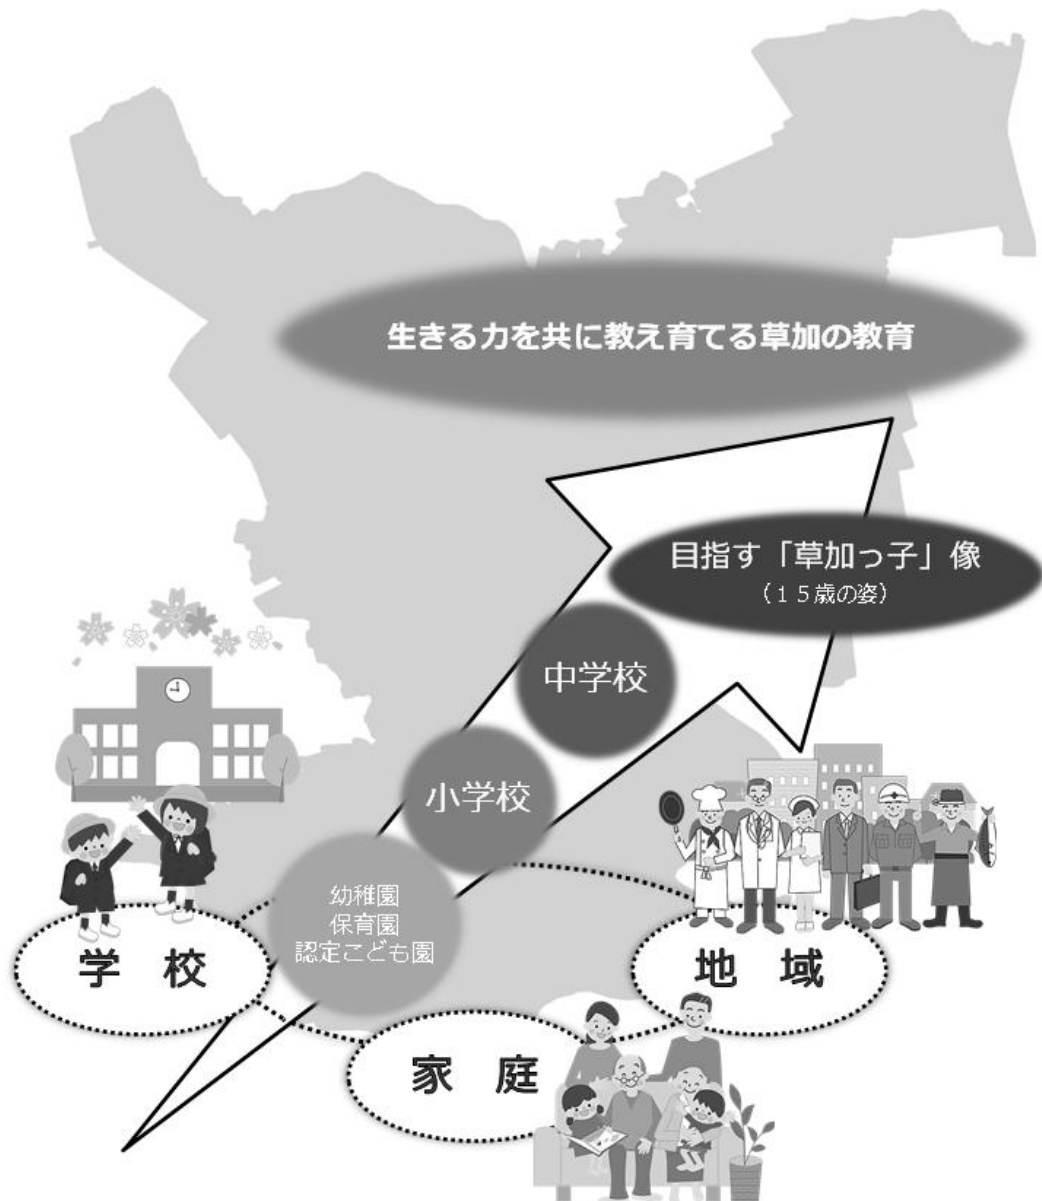 生きる力を共に教え育てる草加の教育
目指す「草加っ子」像
（１５歳の姿）
中学校
小学校
幼稚園
保育園
認定こども園
学 校
地 域
家 庭